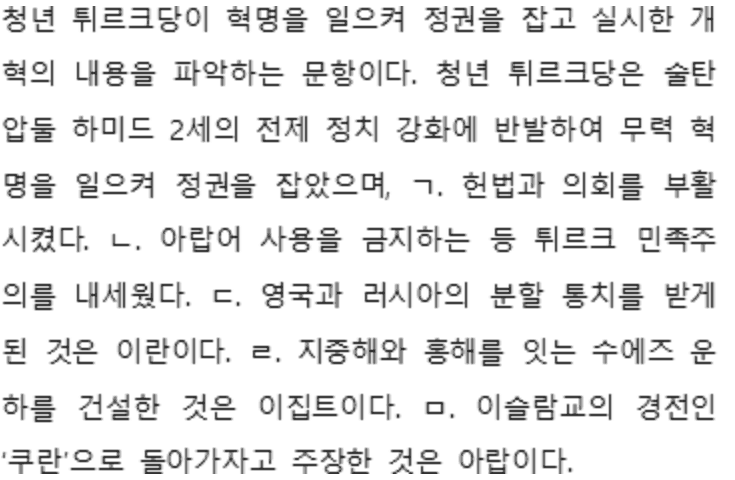 청년 튀르크당이 혁명을 일으켜 정권을 잡고 실시한 개
혁의 내용을 파악하는 문항이다. 청년 튀르크당은 술탄
압둘 하미드 2세의 전제 정치 강화에 반발하여 무력 혁
명을 일으켜 정권을 잡았으며, ㄱ. 헌법과 의회를 부활
시켰다. ㄴ. 아랍어 사용을 금지하는 등 튀르크 민족주
의를 내세웠다. ㄷ. 영국과 러시아의 분할 통치를 받게
된 것은 이란이다. ㄹ. 지중해와 홍해를 잇는 수에즈 운
하를 건설한 것은 이집트이다. ㅁ. 이슬람교의 경전인
‘쿠란’으로 돌아가자고 주장한 것은 아랍이다.